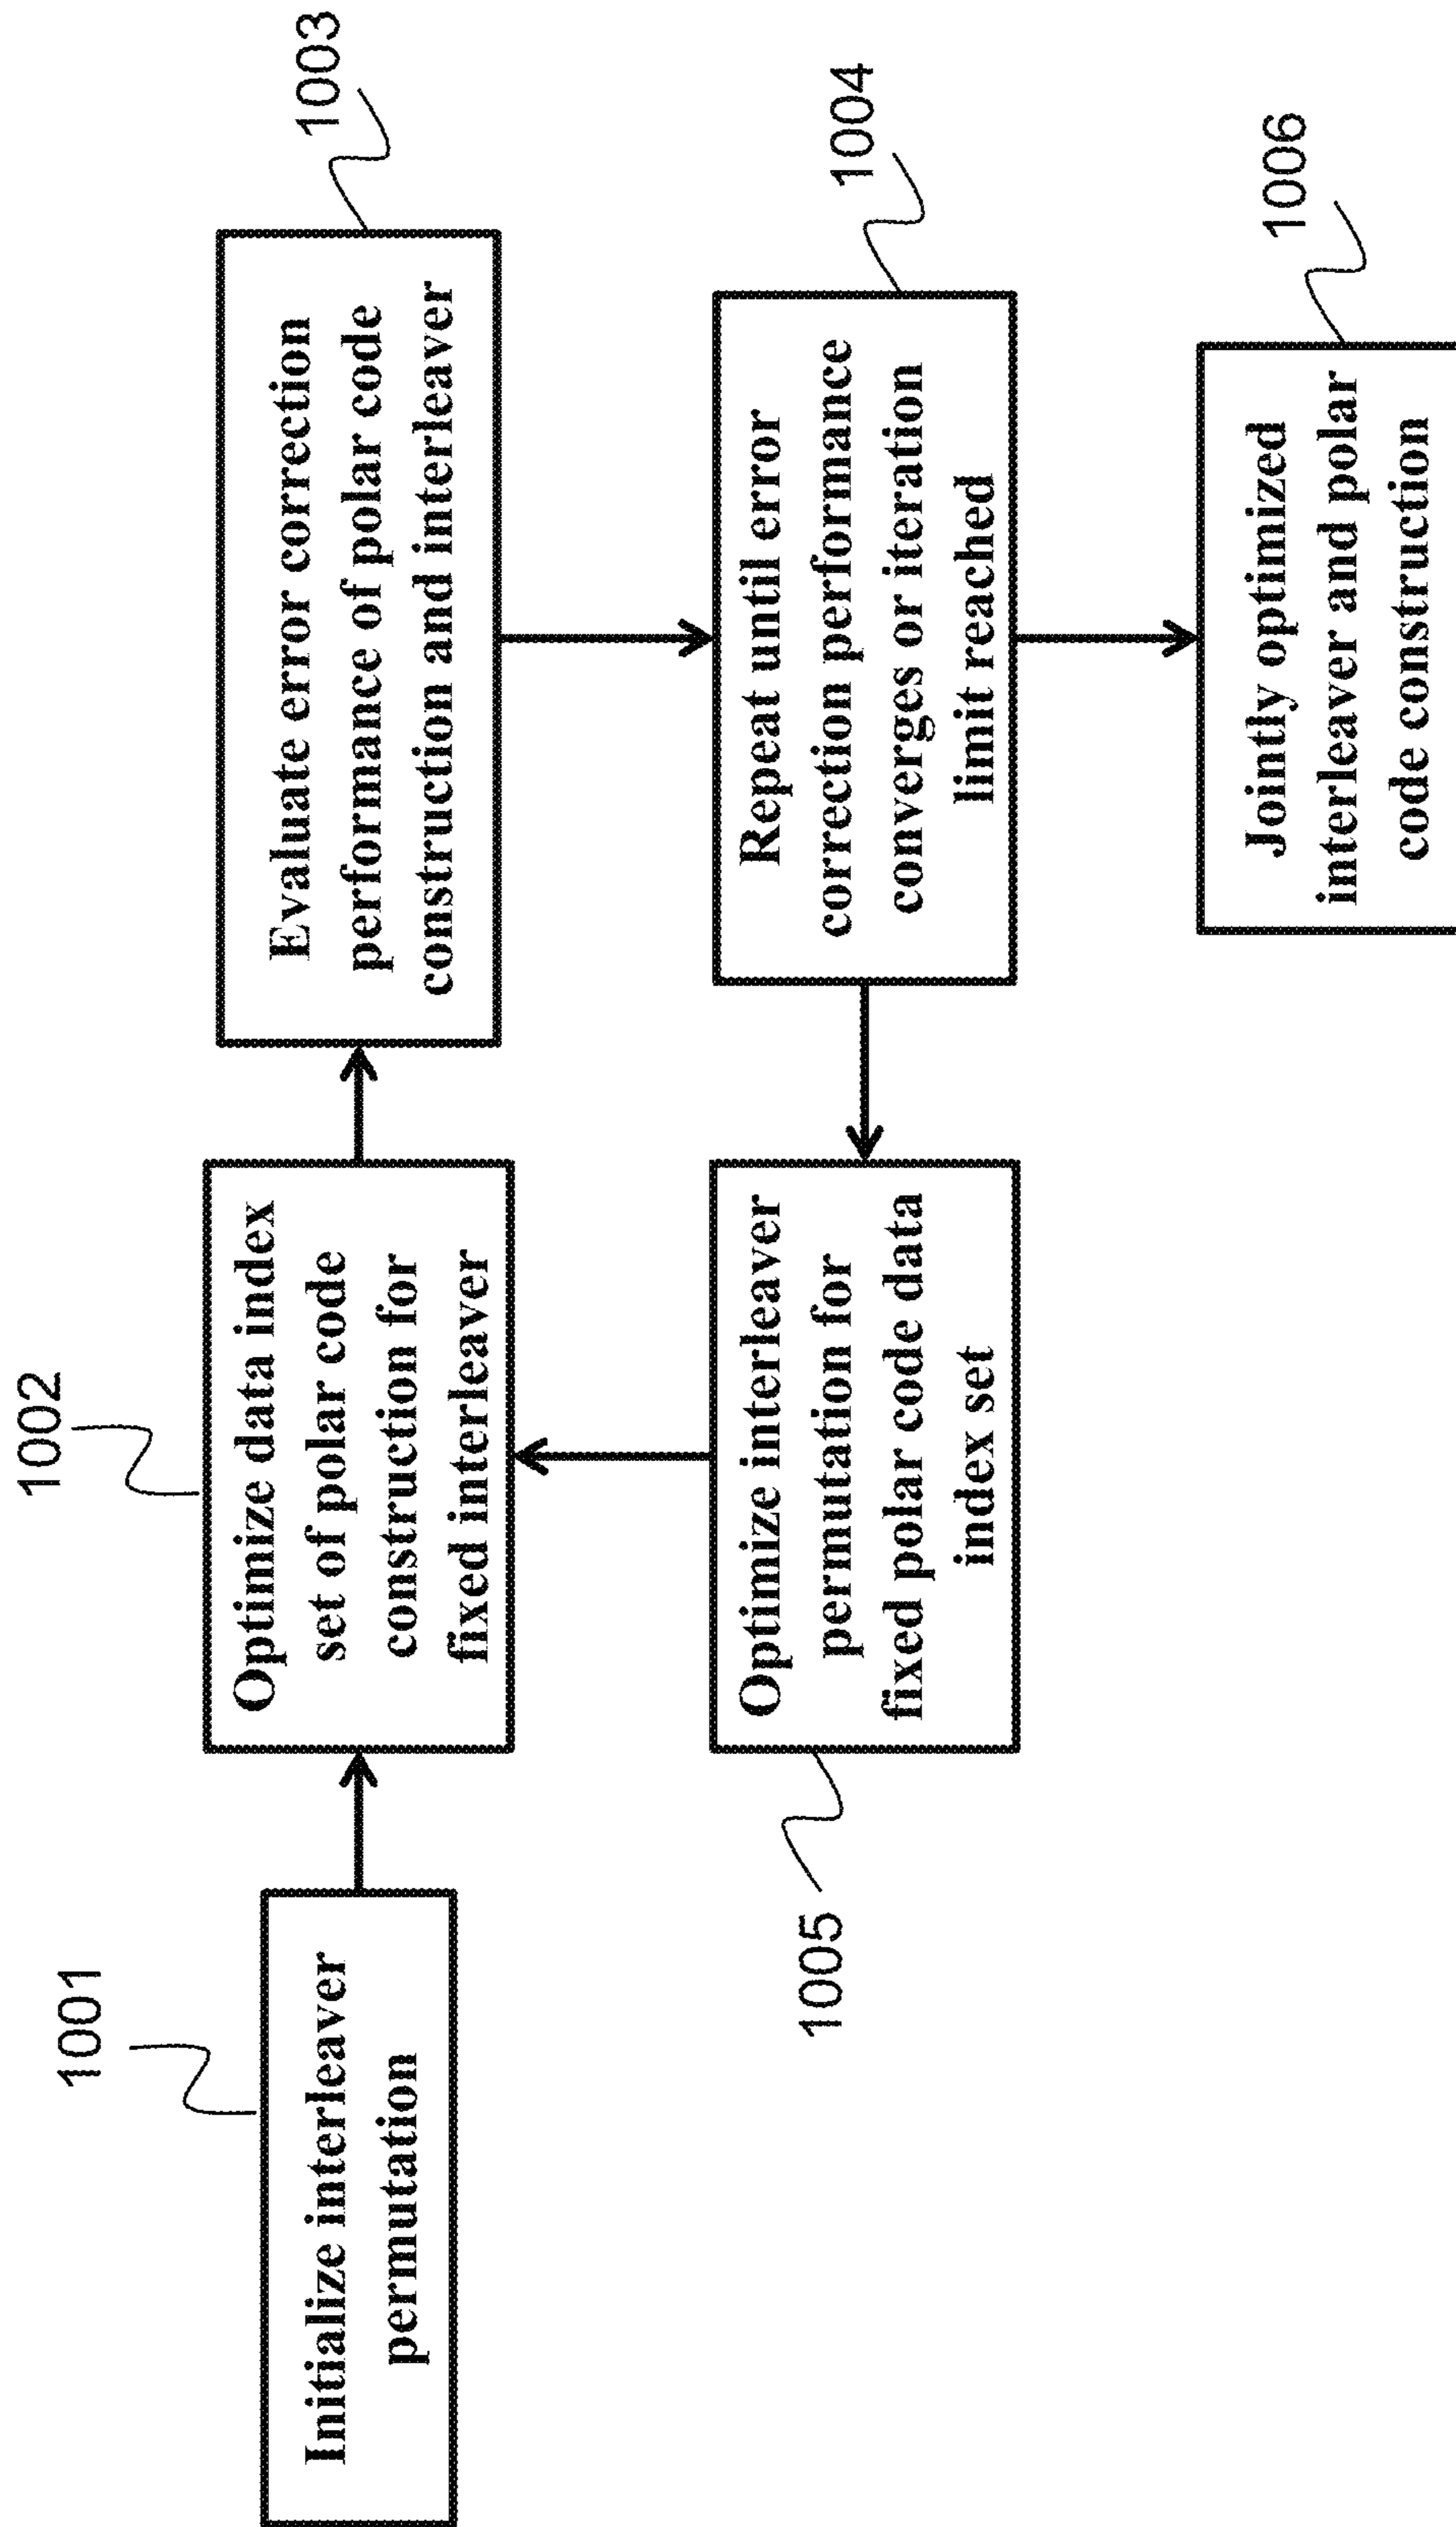 1001
Initialize interleaver
permutation
1002
Optimize data index
set of polar code
construction for
fixed interleaver
1003
Evaluate error correction
performance of polar code
construction and interleaver
1004
Repeat until error
correction performance
converges or iteration
limit reached
1005
Optimize interleaver
permutation for
fixed polar code data
index set
1006
Jointly optimized
interleaver and polar
code construction